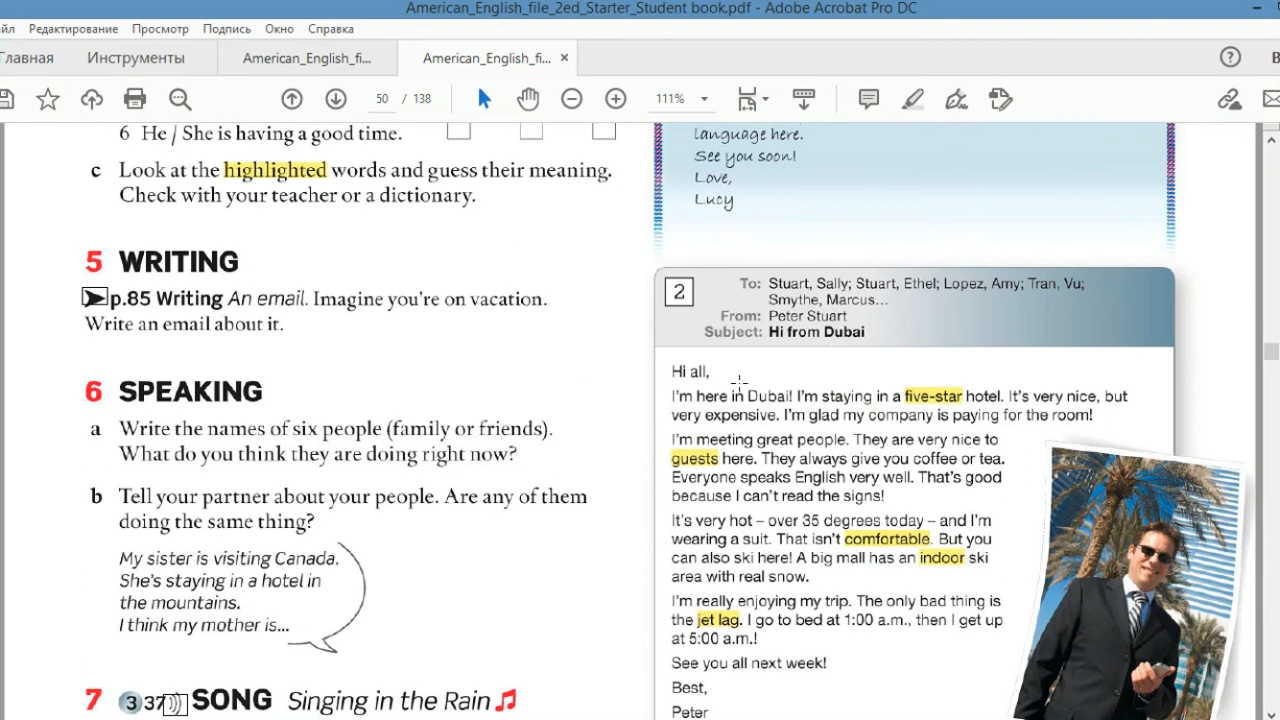 American_English_file_2ed_Starter_Student book.pdf - Adobe Acrobat Pro DC
йл Редактирование Просмотр Подпись Окно Справка
Главная Инструменты American_English_fi... American_English_fi... ×
50 / 138 111%
6 He / She is having a good time.
c Look at the highlighted words and guess their meaning.
Check with your teacher or a dictionary.
5 WRITING
p.85 Writing An email. Imagine you're on vacation.
Write an email about it.
6 SPEAKING
a Write the names of six people (family or friends).
What do you think they are doing right now?
b Tell your partner about your people. Are any of them
doing the same thing?
My sister is visiting Canada.
She's staying in a hotel in
the mountains.
I think my mother is...
7 3 37 SONG Singing in the Rain
language here.
See you soon!
Love,
Lucy
2
To: Stuart, Sally; Stuart, Ethel; Lopez, Amy; Tran, Vu;
Smythe, Marcus...
From: Peter Stuart
Subject: Hi from Dubai
Hi all,
I'm here in Dubai! I'm staying in a five-star hotel. It's very nice, but
very expensive. I'm glad my company is paying for the room!
I'm meeting great people. They are very nice to
guests here. They always give you coffee or tea.
Everyone speaks English very well. That's good
because I can't read the signs!
It's very hot – over 35 degrees today – and I'm
wearing a suit. That isn't comfortable. But you
can also ski here! A big mall has an indoor ski
area with real snow.
I'm really enjoying my trip. The only bad thing is
the jet lag. I go to bed at 1:00 a.m., then I get up
at 5:00 a.m.!
See you all next week!
Best,
Peter